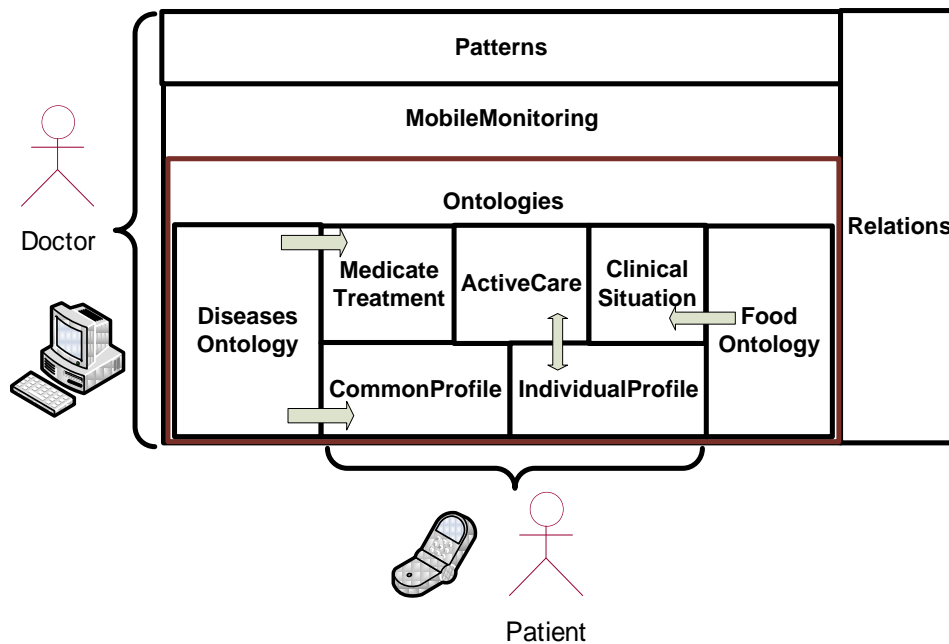 Patterns
MobileMonitoring
Ontologies
Relations
Doctor
Diseases
Ontology
Medicate
Treatment
ActiveCare
Clinical
Situation
Food
Ontology
CommonProfile
IndividualProfile
Patient